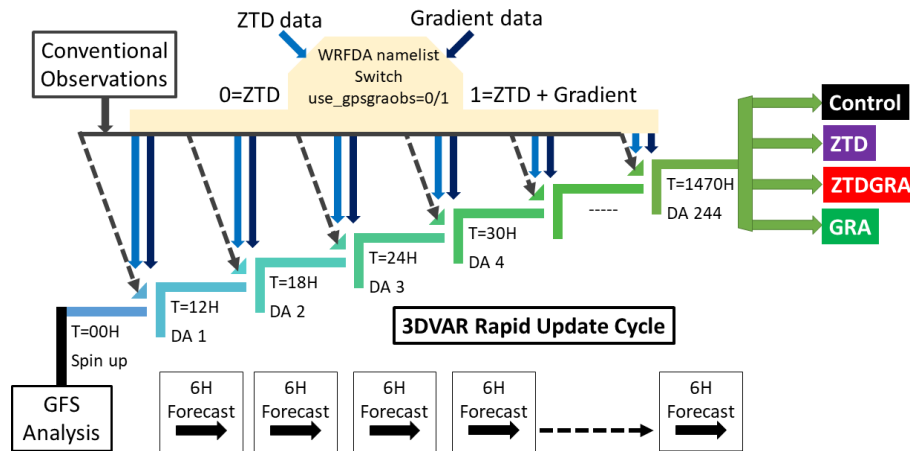 ZTD data
Gradient data
Conventional
Observations
WRFDA namelist
Switch
use_gpsgraobs=0/1
0=ZTD
1=ZTD + Gradient
Control
ZTD
ZTDGRA
GRA
T=1470H
DA 244
-----
T=30H
DA 4
T=24H
DA 3
T=18H
DA 2
T=12H
DA 1
T=00H
Spin up
3DVAR Rapid Update Cycle
GFS
Analysis
6H
Forecast
6H
Forecast
6H
Forecast
6H
Forecast
6H
Forecast